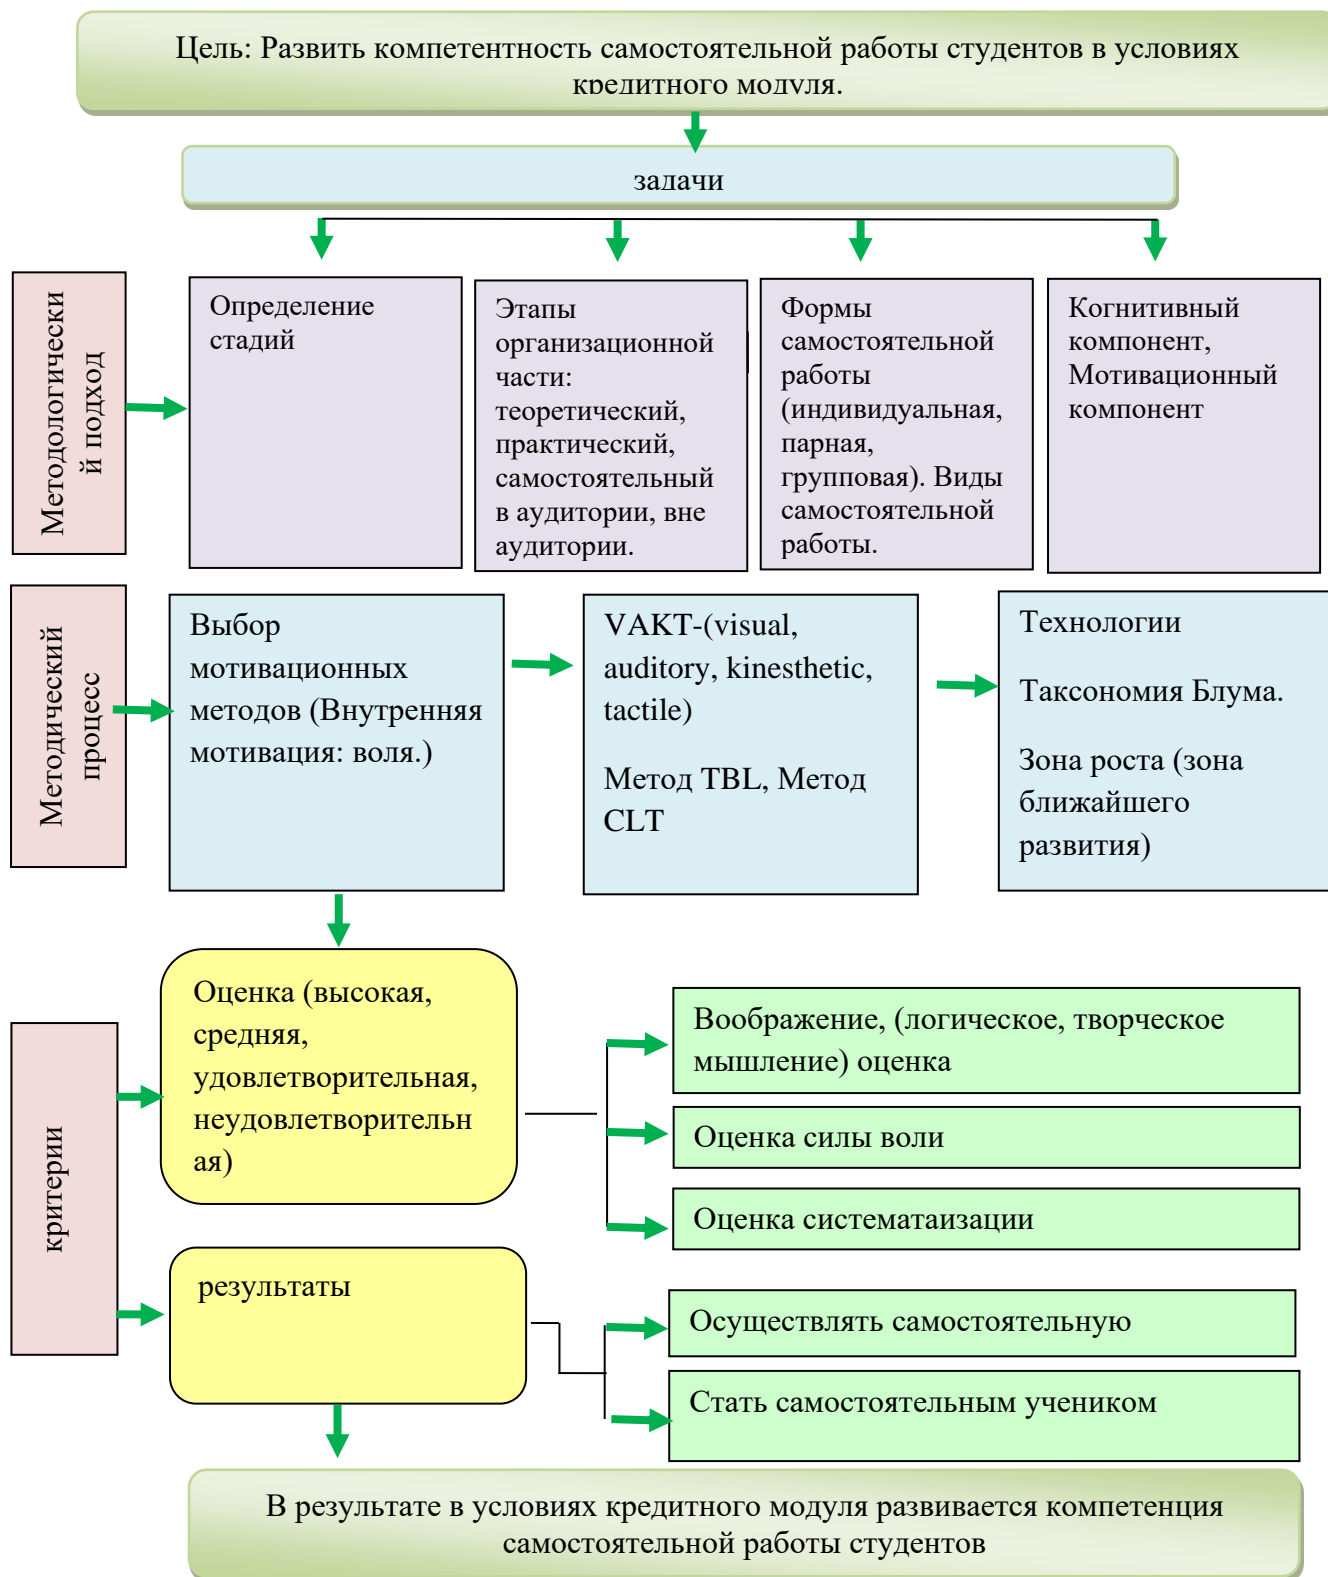 Цель: Развить компетентность самостоятельной работы студентов в условиях
кредитного модуля.
задачи
Методологически
й подход
Определение
стадий
Этапы
организационной
части:
теоретический,
практический,
самостоятельный
в аудитории, вне
аудитории.
Формы
самостоятельной
работы
(индивидуальная,
парная,
групповая). Виды
самостоятельной
работы.
Когнитивный
компонент,
Мотивационный
компонент
Методический
процесс
Выбор
мотивационных
методов (Внутренняя
мотивация: воля.)
VAKT-(visual,
auditory, kinesthetic,
tactile)
Метод TBL, Метод
CLT
Технологии
Таксономия Блума.
Зона роста (зона
ближайшего
развития)
критерии
Оценка (высокая,
средняя,
удовлетворительная,
неудовлетворительн
ая)
Воображение, (логическое, творческое
мышление) оценка
Оценка силы воли
Оценка систематаизации
результаты
Осуществлять самостоятельную
Стать самостоятельным учеником
В результате в условиях кредитного модуля развивается компетенция
самостоятельной работы студентов